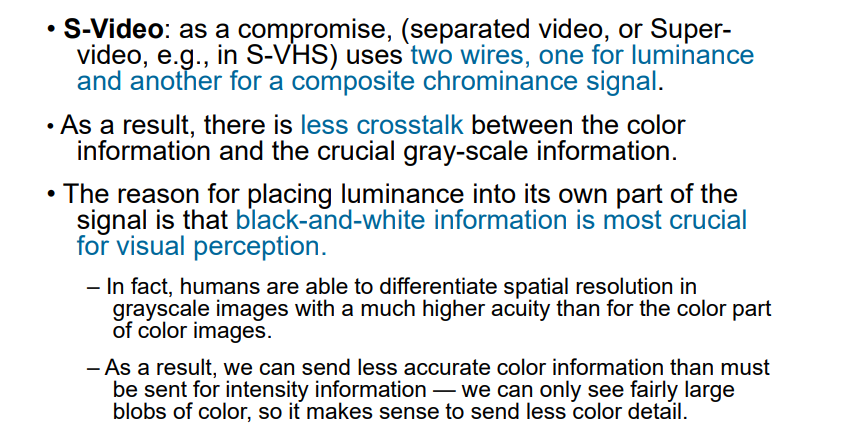 • S-Video: as a compromise, (separated video, or Super-
video, e.g., in S-VHS) uses two wires, one for luminance
and another for a composite chrominance signal.
• As a result, there is less crosstalk between the color
information and the crucial gray-scale information.
• The reason for placing luminance into its own part of the
signal is that black-and-white information is most crucial
for visual perception.
– In fact, humans are able to differentiate spatial resolution in
grayscale images with a much higher acuity than for the color part
of color images.
– As a result, we can send less accurate color information than must
be sent for intensity information — we can only see fairly large
blobs of color, so it makes sense to send less color detail.